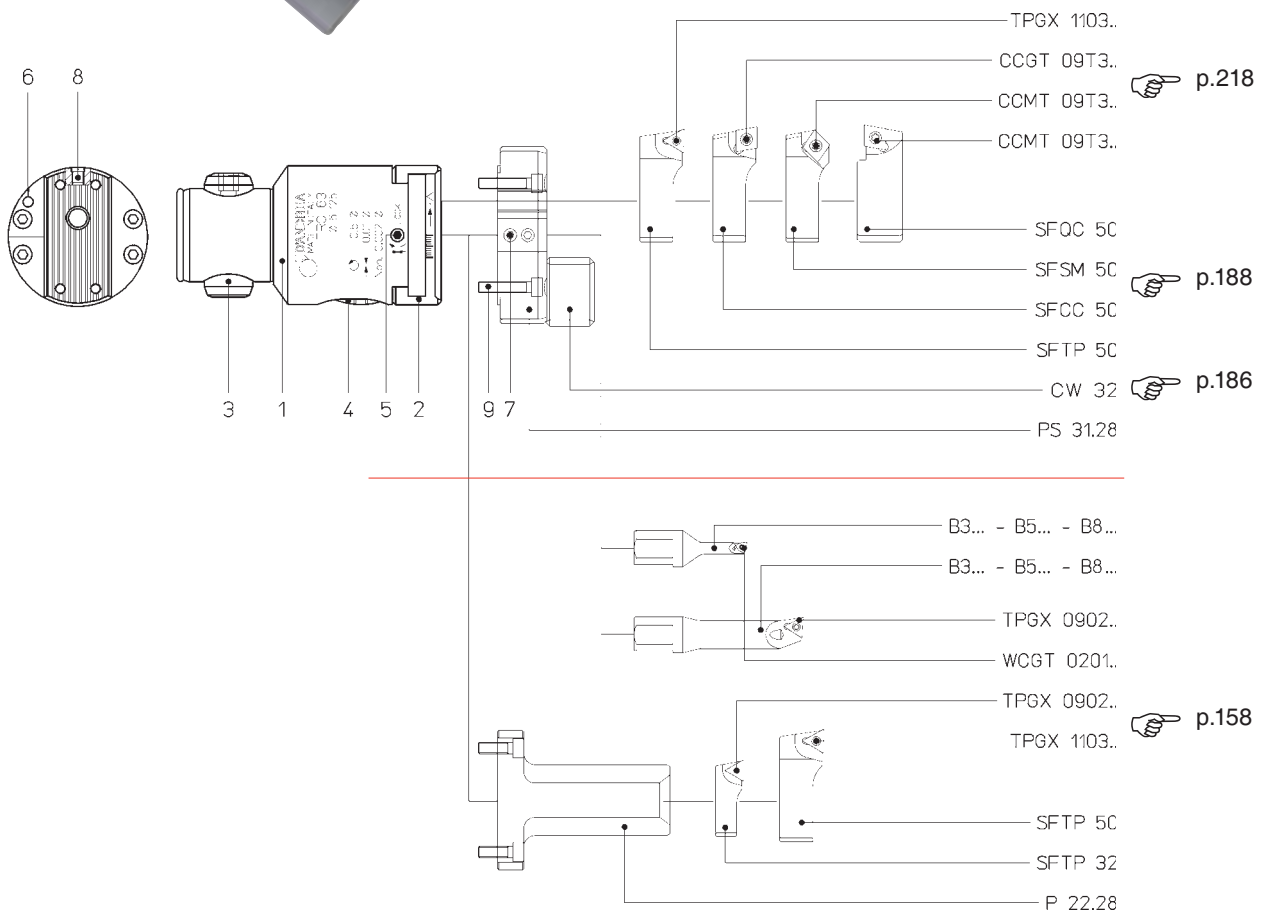 TPGX 1103..
CCGT 09T3..
CCMT 09T3..
CCMT 09T3..
p.218
6 8
TRC 63
SFQC 50
SFSM 50
p.188
SFCC 50
SFTP 50
CW 32
p.186
PS 31.28
3 1 4 5 2 9 7
B3... - B5... - B8...
B3... - B5... - B8...
TPGX 0902..
WCGT 0201..
TPGX 0902..
p.158
TPGX 1103..
SFTP 50
SFTP 32
P 22.28